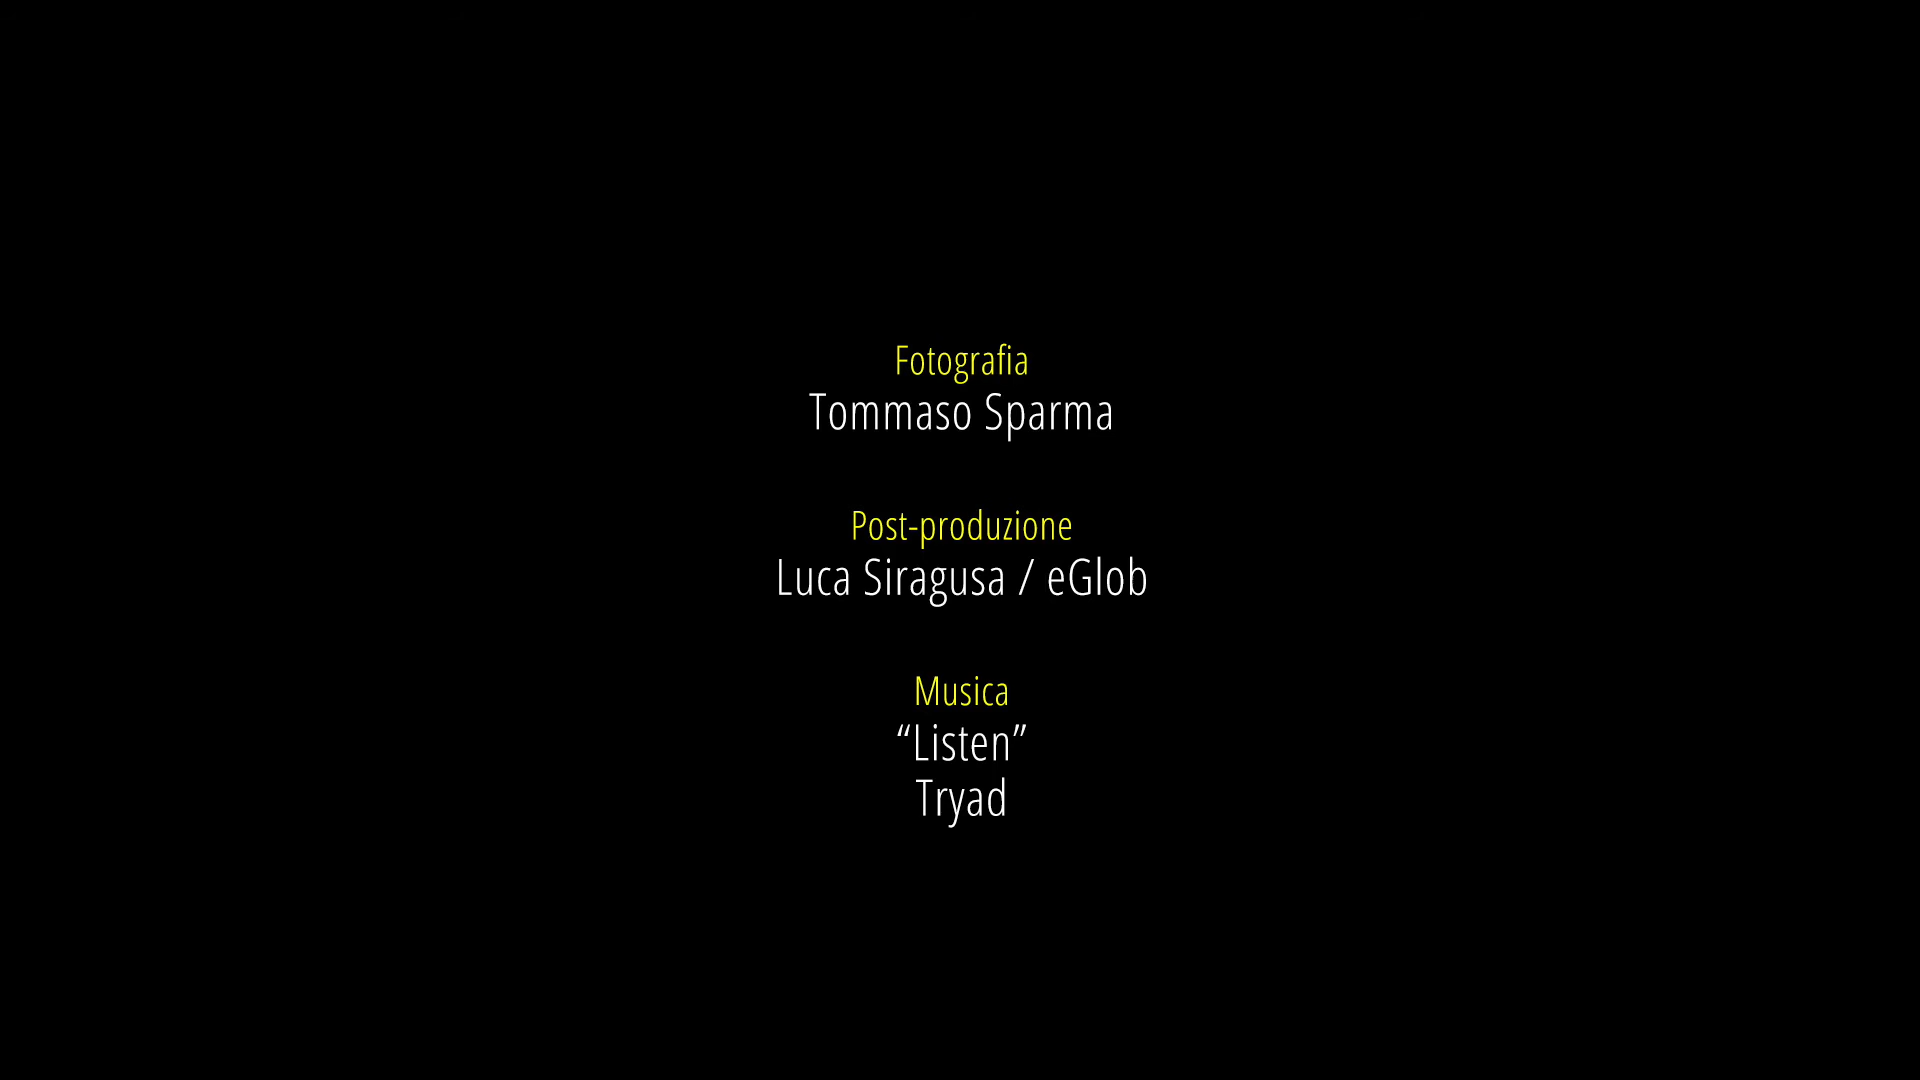 Fotografia
Tommaso Sparma
Post-produzione
Luca Siragusa / eGlob
Musica
“Listen”
Tryad